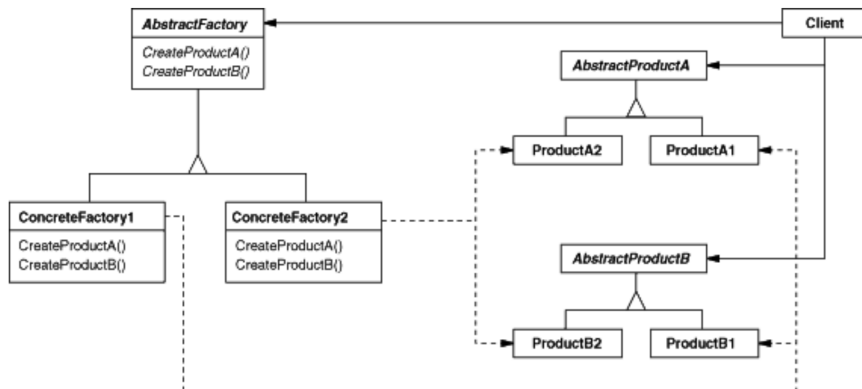 AbstractFactory
CreateProductA()
CreateProductB()
Client
AbstractProductA
ProductA2
ProductA1
ConcreteFactory1
CreateProductA()
CreateProductB()
ConcreteFactory2
CreateProductA()
CreateProductB()
AbstractProductB
ProductB2
ProductB1